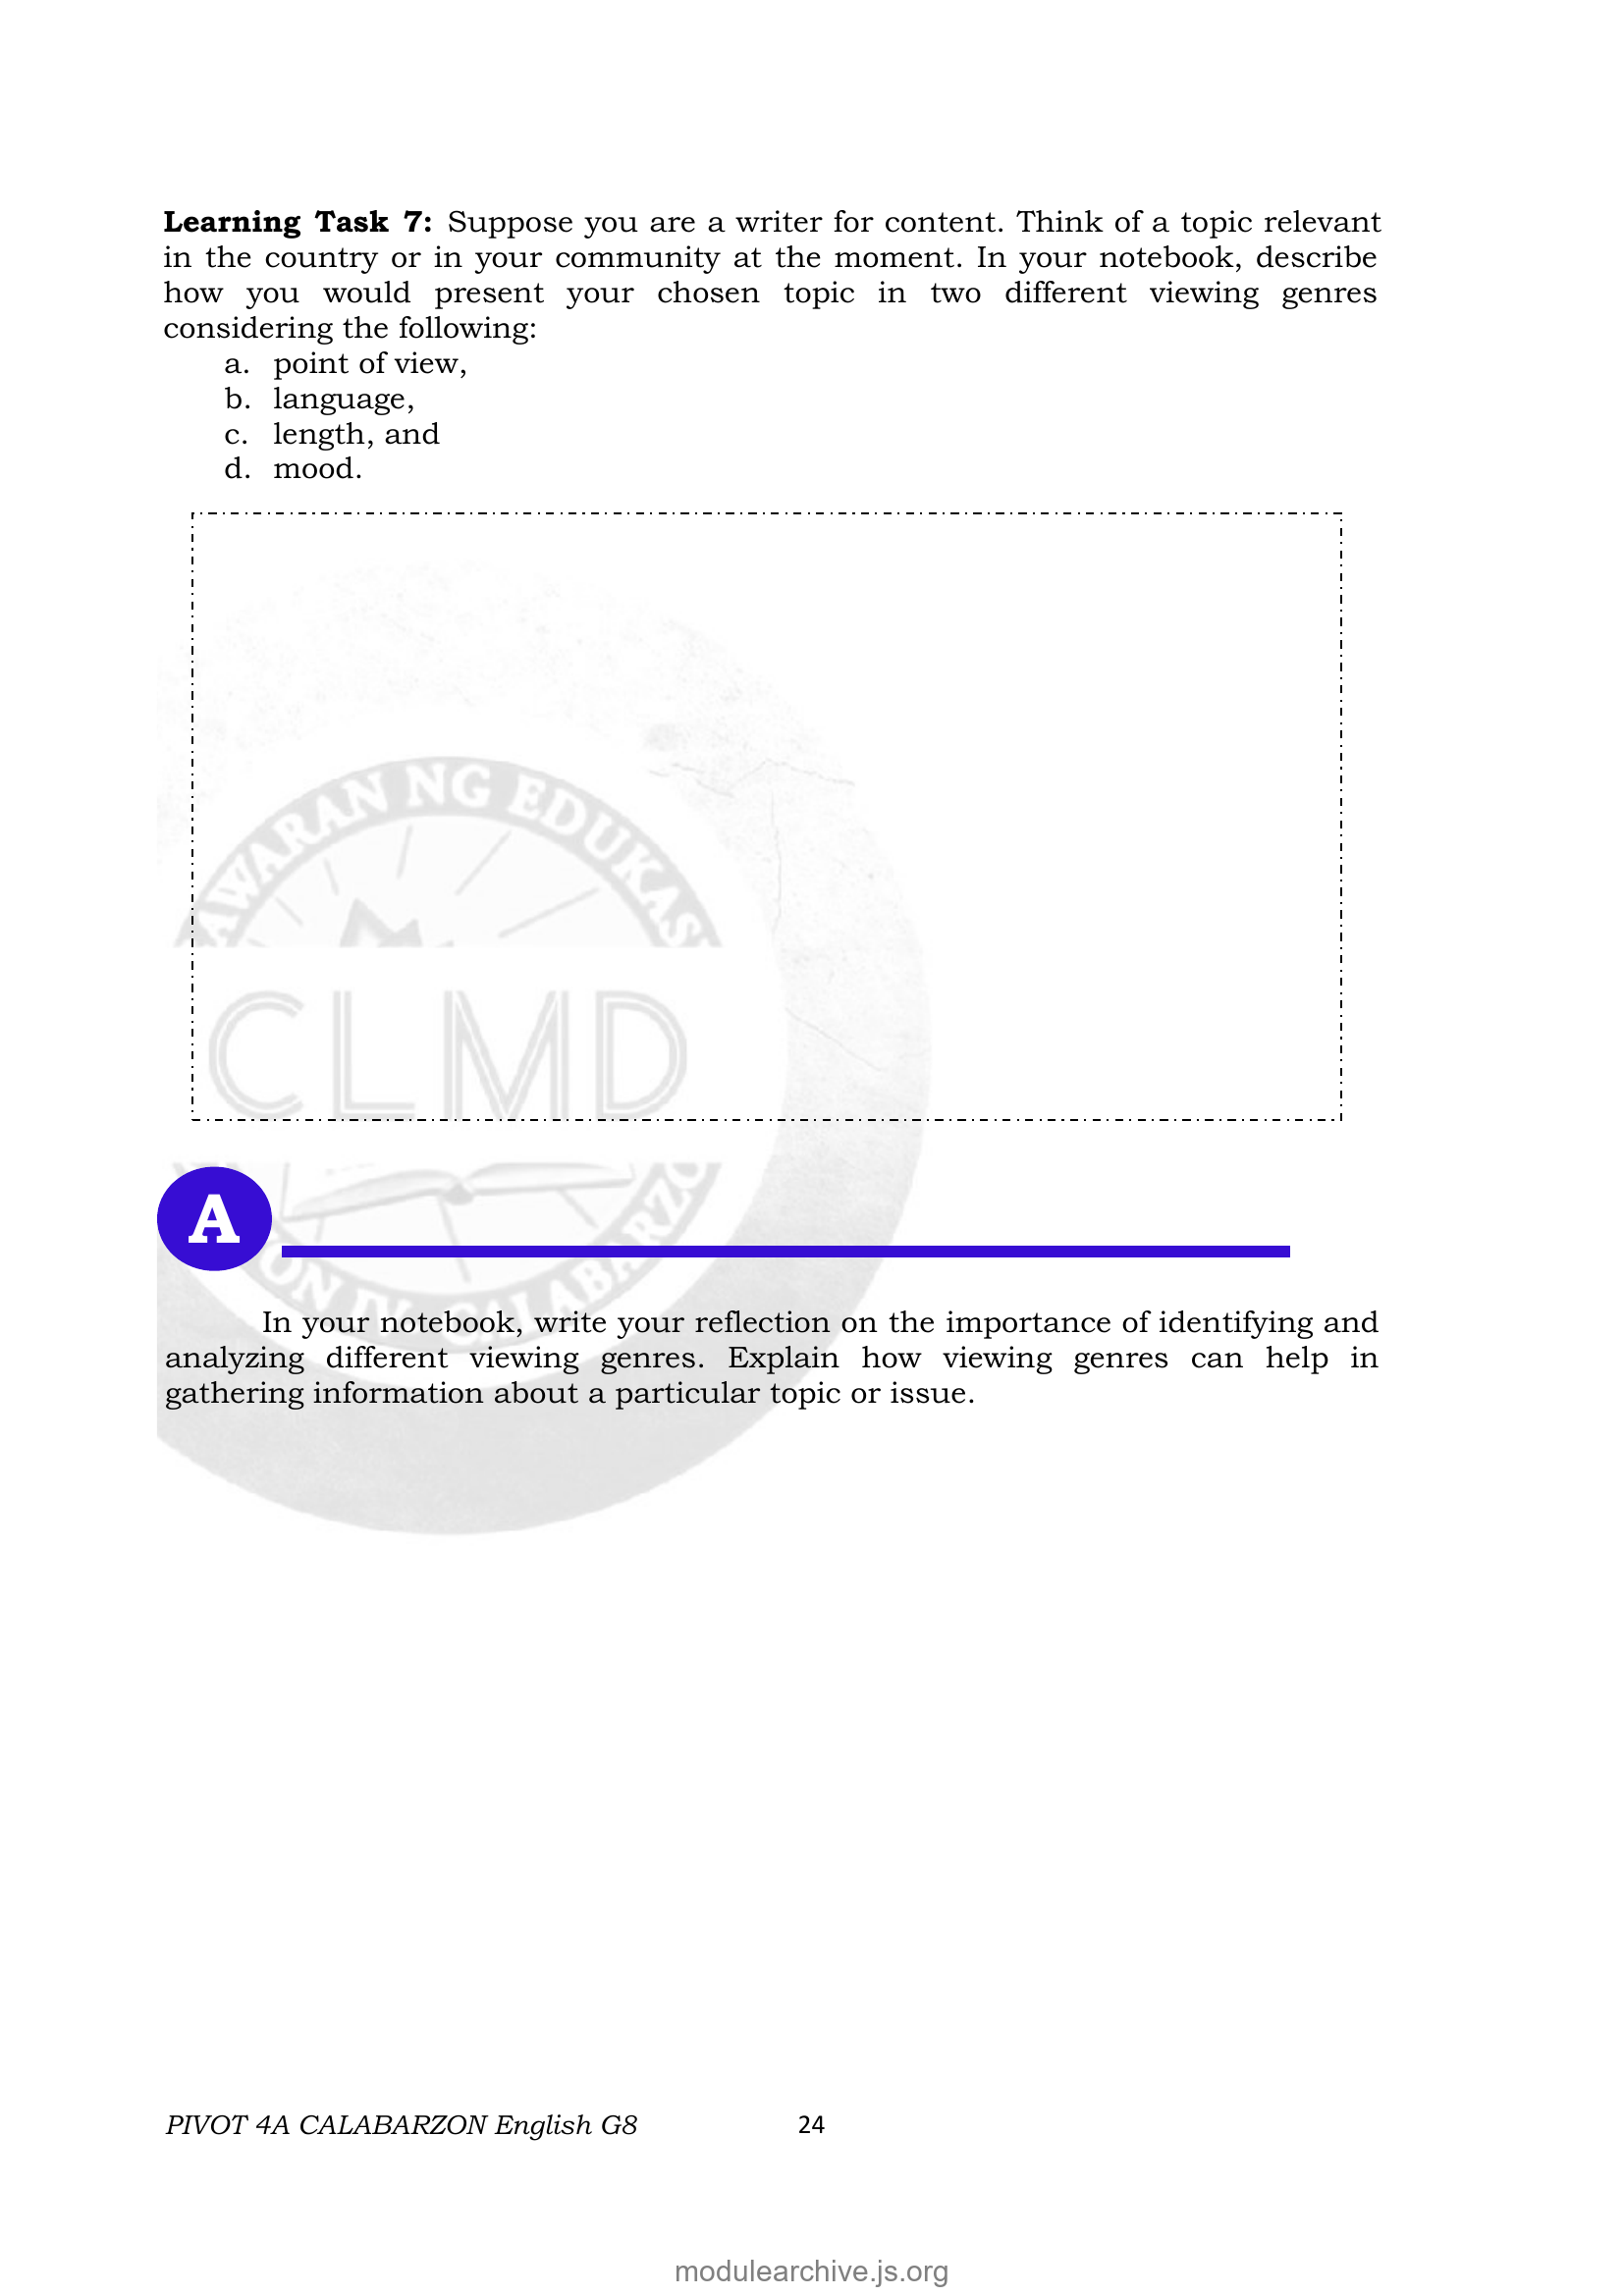 Learning Task 7: Suppose you are a writer for content. Think of a topic relevant
in the country or in your community at the moment. In your notebook, describe
how you would present your chosen topic in two different viewing genres
considering the following:
a. point of view,
b. language,
c. length, and
d. mood.
AWARAN NG EDUKAS
CLMD
A
ON IV- CALABARZO
In your notebook, write your reflection on the importance of identifying and
analyzing different viewing genres. Explain how viewing genres can help in
gathering information about a particular topic or issue.
PIVOT 4A CALABARZON English G8 24
modulearchive.js.org